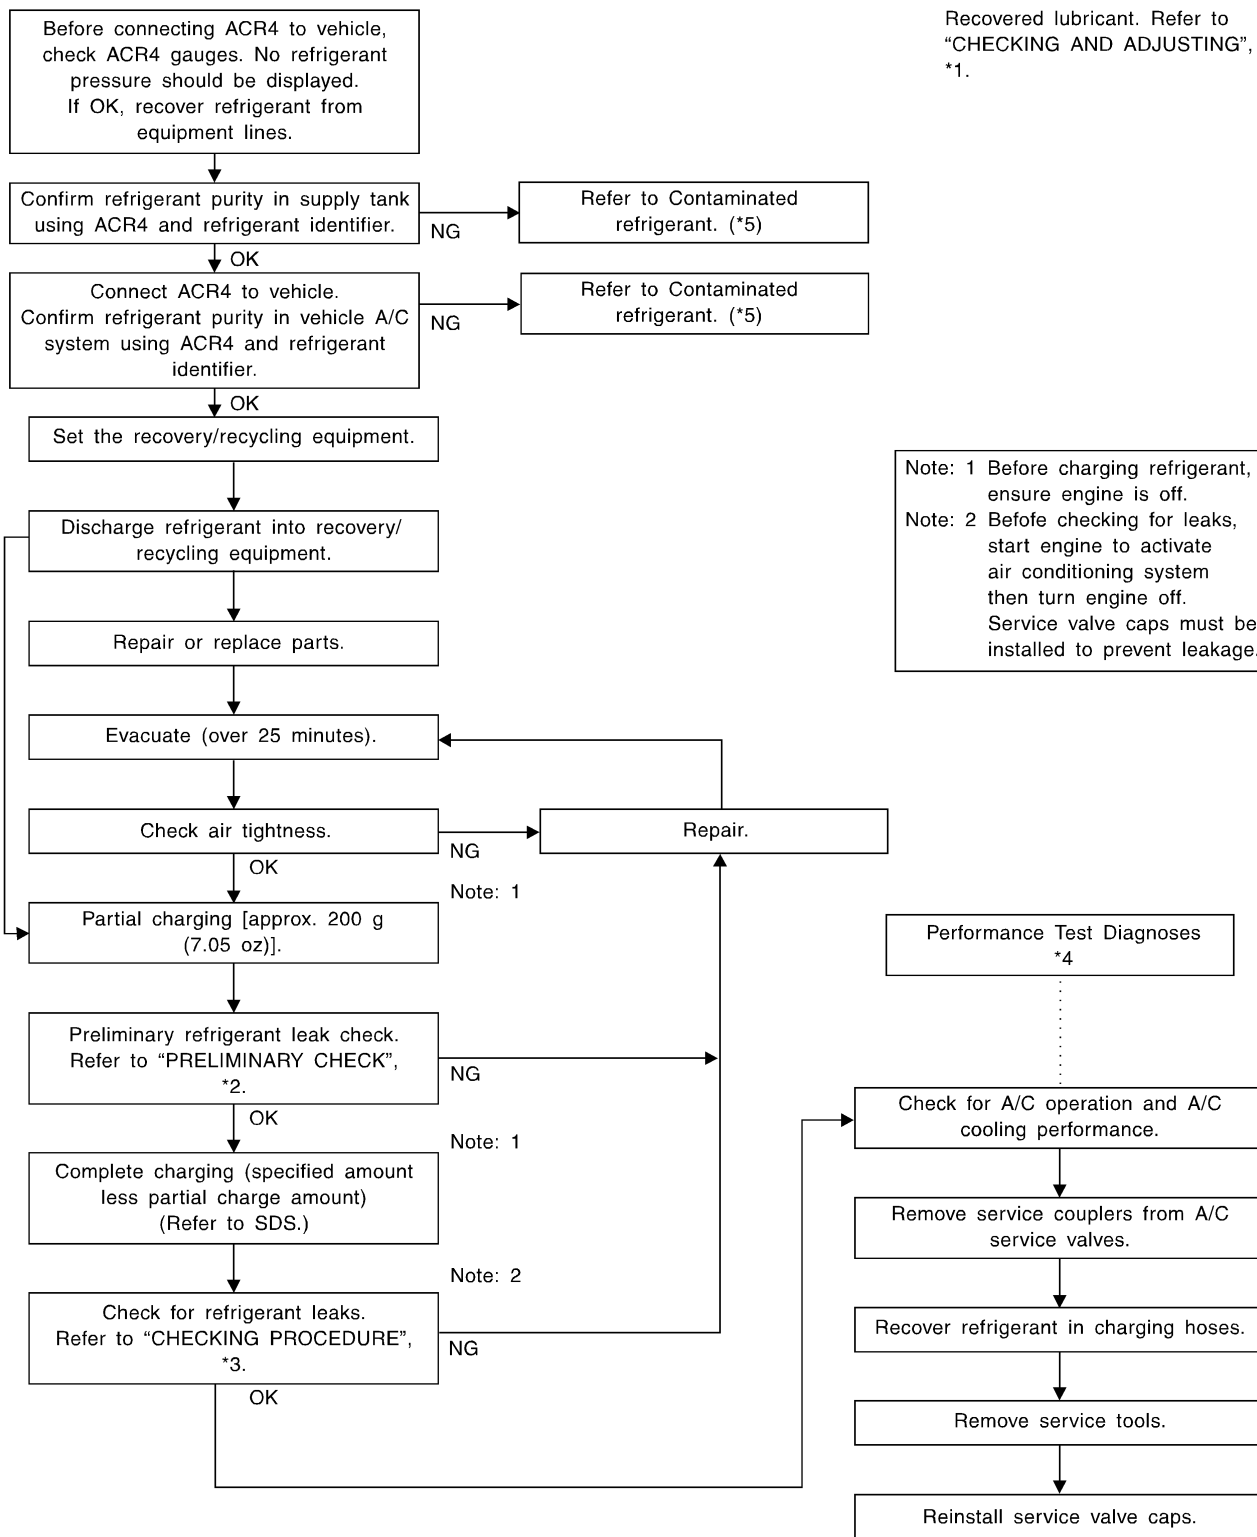 Before connecting ACR4 to vehicle,
check ACR4 gauges. No refrigerant
pressure should be displayed.
If OK, recover refrigerant from
equipment lines.
Recovered lubricant. Refer to
“CHECKING AND ADJUSTING”,
*1.
Confirm refrigerant purity in supply tank
using ACR4 and refrigerant identifier.
NG
Refer to Contaminated
refrigerant. (*5)
OK
Connect ACR4 to vehicle.
Confirm refrigerant purity in vehicle A/C
system using ACR4 and refrigerant
identifier.
NG
Refer to Contaminated
refrigerant. (*5)
OK
Set the recovery/recycling equipment.
Note: 1 Before charging refrigerant,
ensure engine is off.
Note: 2 Befofe checking for leaks,
start engine to activate
air conditioning system
then turn engine off.
Service valve caps must be
installed to prevent leakage.
Discharge refrigerant into recovery/
recycling equipment.
Repair or replace parts.
Evacuate (over 25 minutes).
Check air tightness.
NG
Repair.
OK
Note: 1
Partial charging [approx. 200 g
(7.05 oz)].
Preliminary refrigerant leak check.
Refer to “PRELIMINARY CHECK”,
*2.
NG
OK
Note: 1
Complete charging (specified amount
less partial charge amount)
(Refer to SDS.)
Note: 2
Check for refrigerant leaks.
Refer to “CHECKING PROCEDURE”,
*3.
NG
OK
Performance Test Diagnoses
*4
Check for A/C operation and A/C
cooling performance.
Remove service couplers from A/C
service valves.
Recover refrigerant in charging hoses.
Remove service tools.
Reinstall service valve caps.